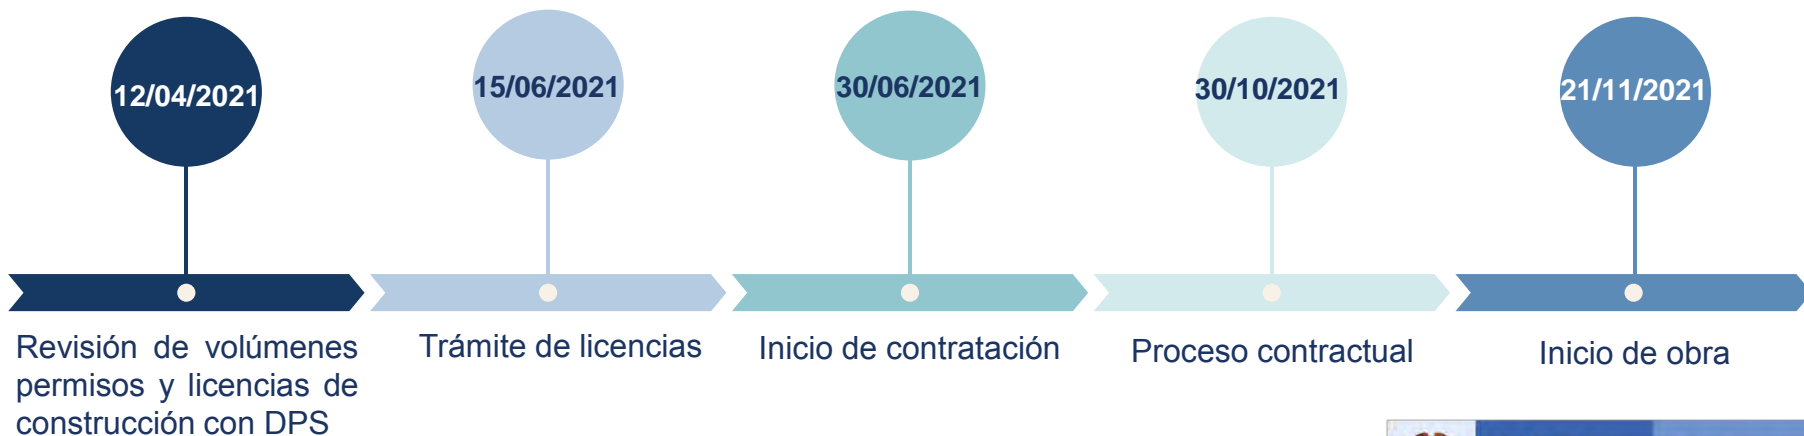 12/04/2021
15/06/2021
30/06/2021
30/10/2021
21/11/2021
Revisión de volúmenes
permisos y licencias de
construcción con DPS
Trámite de licencias
Inicio de contratación
Proceso contractual
Inicio de obra